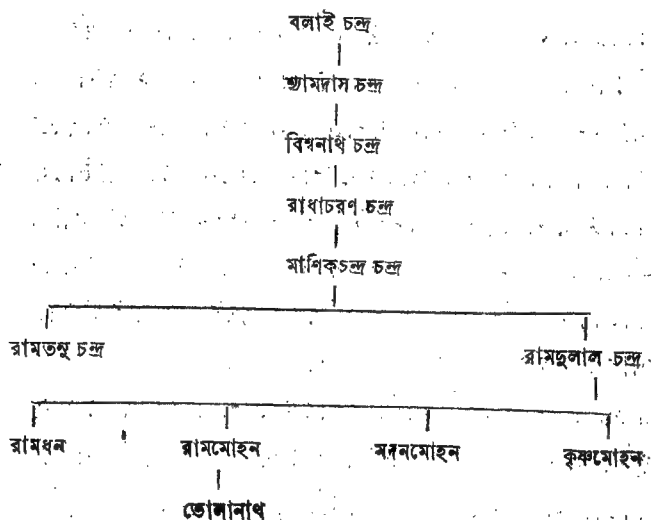 বলাই চন্দ্র
শ্যামদাস চন্দ্র
বিশ্বনাথ চন্দ্র
রাধাচরণ চন্দ্র
মাণিকচন্দ্র চন্দ্র
রামতনু চন্দ্র রামদুলাল চন্দ্র
রামধন রামমোহন মদনমোহন কৃষ্ণমোহন
ভোলানাথ